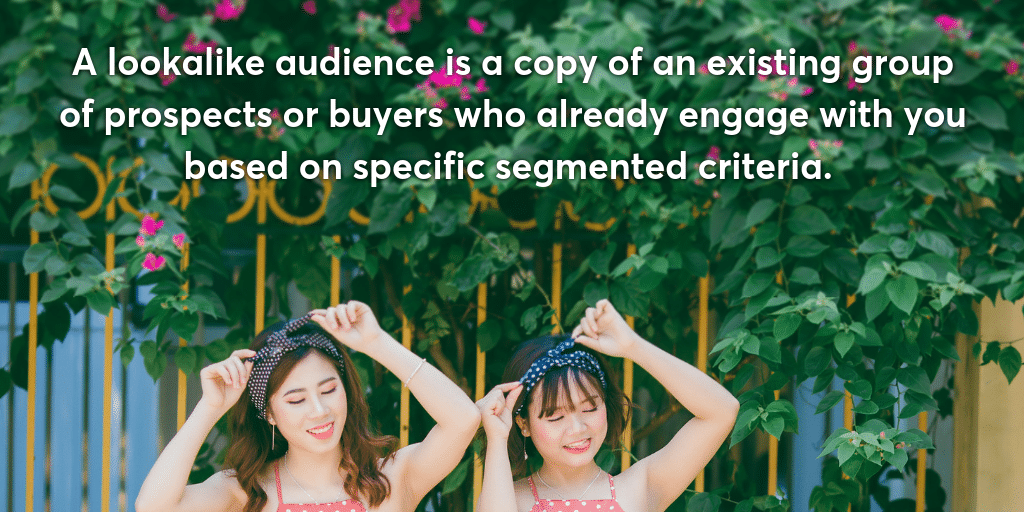 A lookalike audience is a copy of an existing group
of prospects or buyers who already engage with you
based on specific segmented criteria.